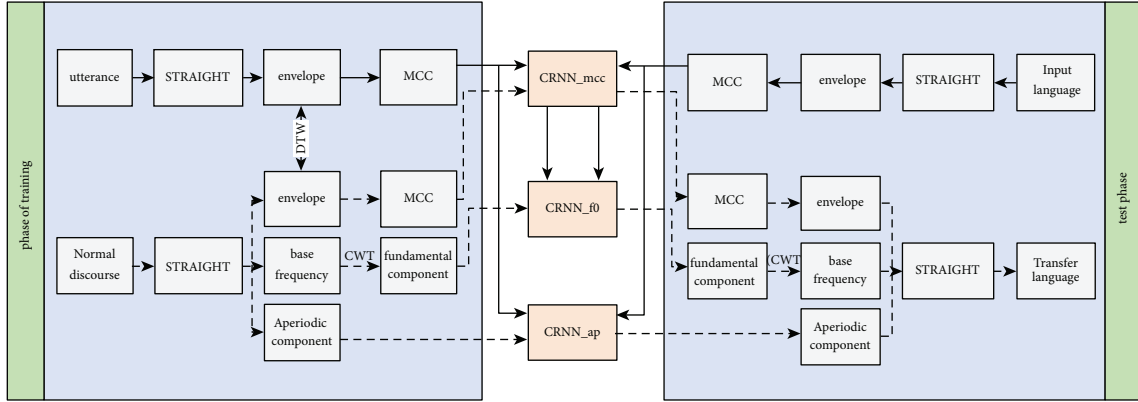 phase of training
utterance
STRAIGHT
envelope
MCC
DTW
envelope
MCC
Normal
discourse
STRAIGHT
base
frequency
CWT
fundamental
component
Aperiodic
component
CRNN_mcc
CRNN_f0
CRNN_ap
MCC
envelope
STRAIGHT
Input
language
MCC
envelope
fundamental
component
(CWT
base
frequency
STRAIGHT
Transfer
language
Aperiodic
component
test phase